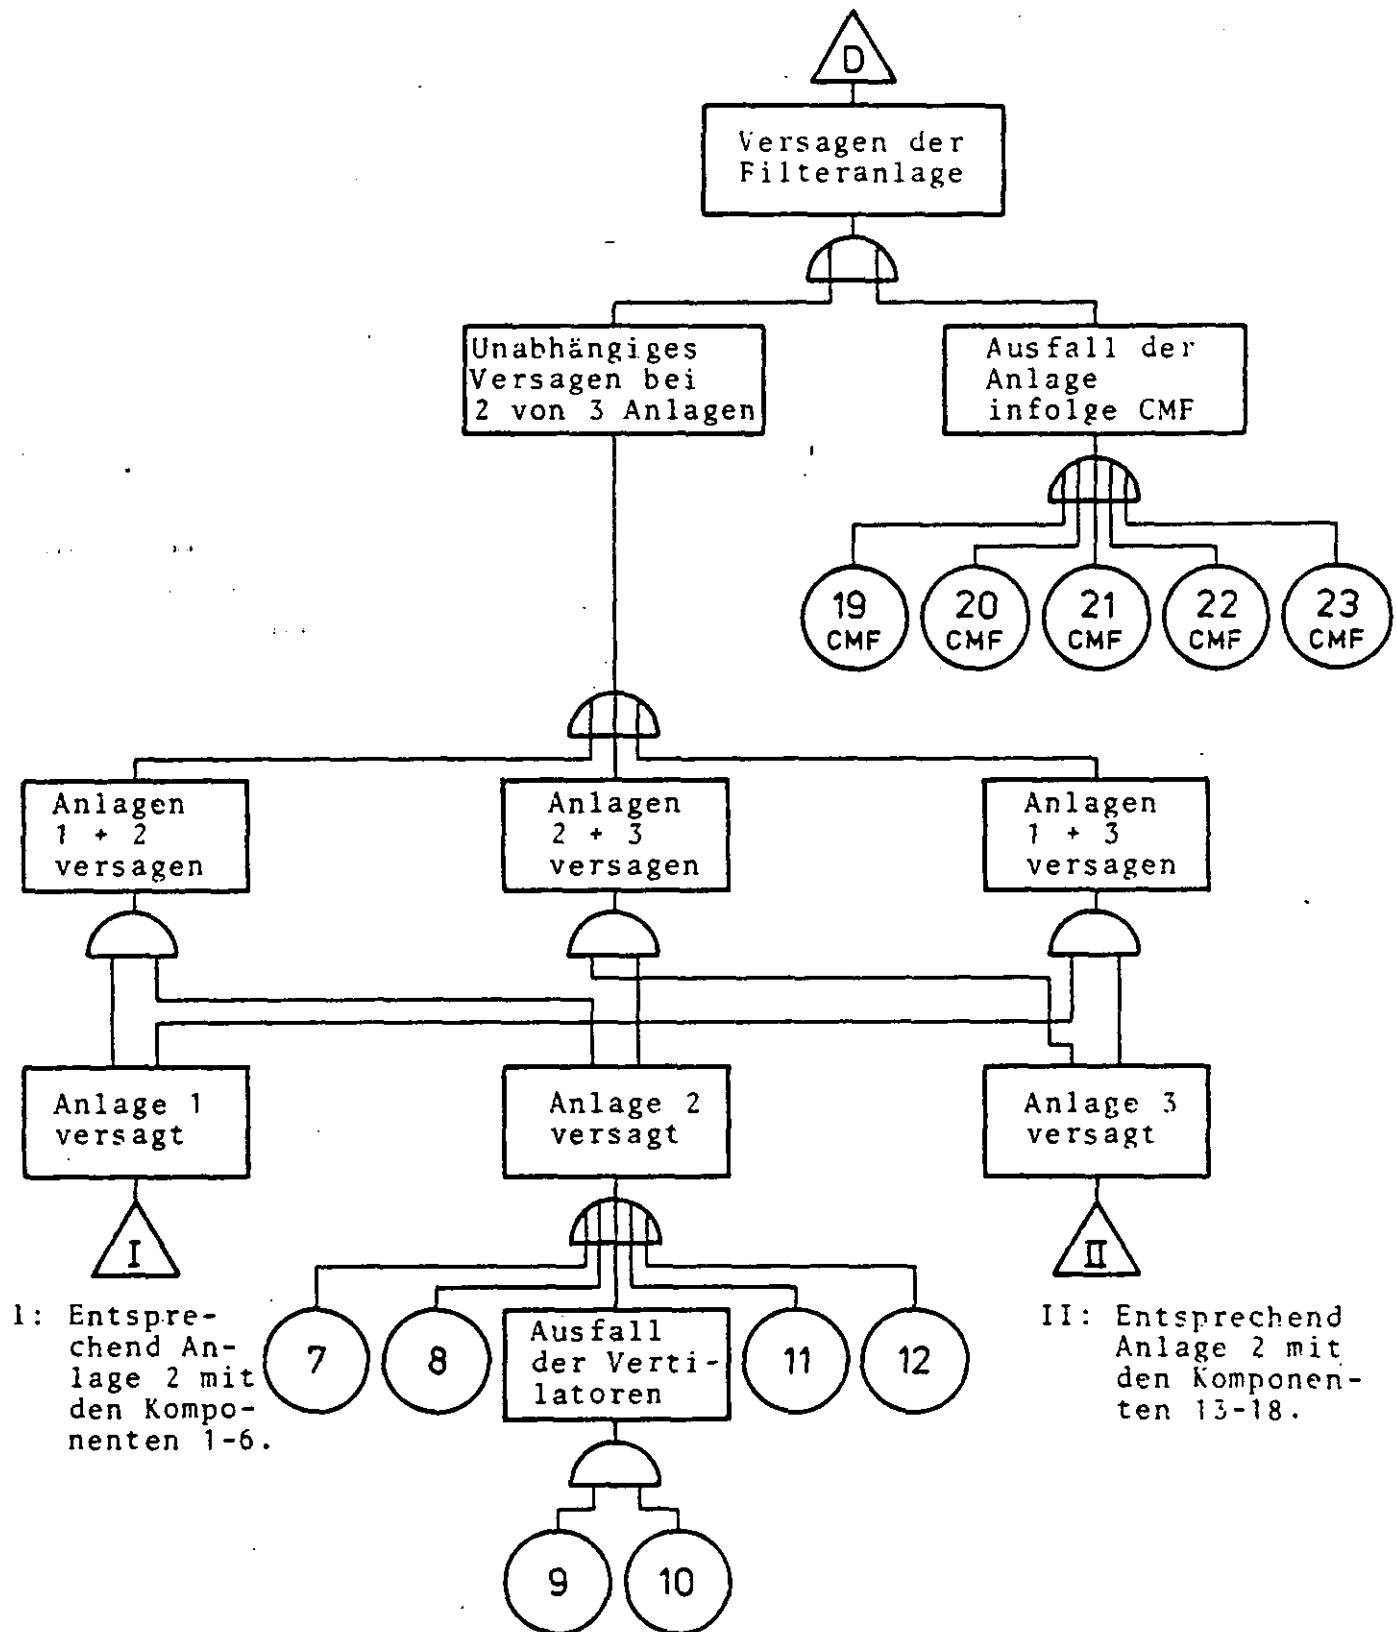 D
Versagen der
Filteranlage
Unabhängiges
Versagen bei
2 von 3 Anlagen
Ausfall der
Anlage
infolge CMF
19
CMF
20
CMF
21
CMF
22
CMF
23
CMF
Anlagen
1 + 2
versagen
Anlagen
2 + 3
versagen
Anlagen
1 + 3
versagen
Anlage 1
versagt
Anlage 2
versagt
Anlage 3
versagt
I
II
I: Entspre-
chend An-
lage 2 mit
den Kompo-
nenten 1-6.
7
8
Ausfall
der Verti-
latoren
11
12
II: Entsprechend
Anlage 2 mit
den Komponen-
ten 13-18.
9
10